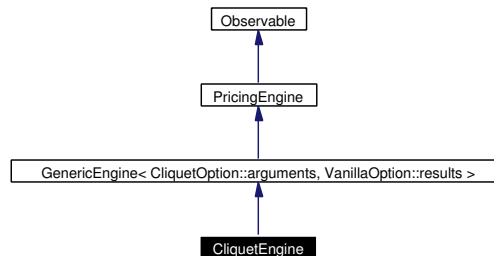 Observable
PricingEngine
GenericEngine< CliquetOption::arguments, VanillaOption::results >
CliquetEngine